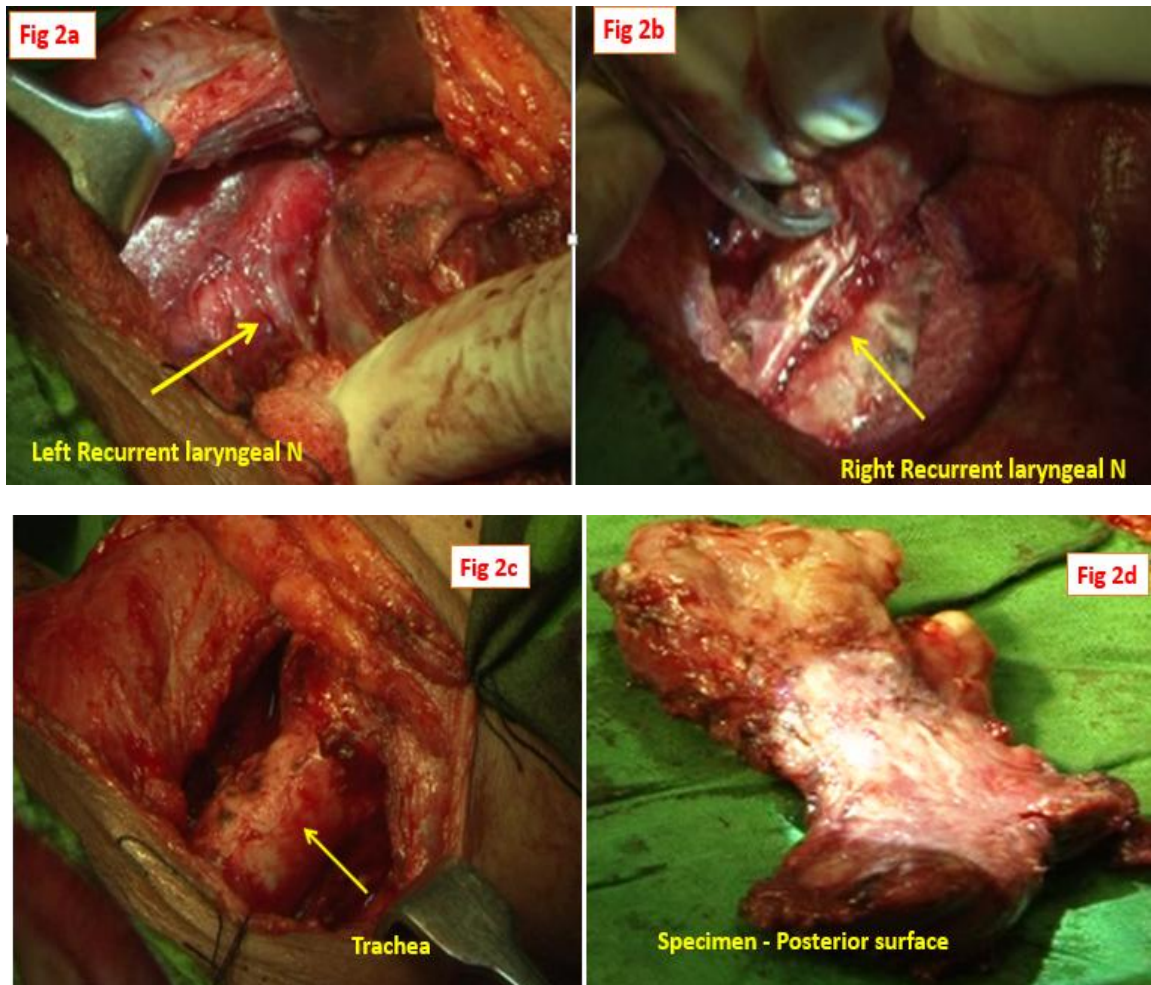 Fig 2a
Fig 2b
Left Recurrent laryngeal N
Right Recurrent laryngeal N
Fig 2c
Fig 2d
Trachea
Specimen - Posterior surface